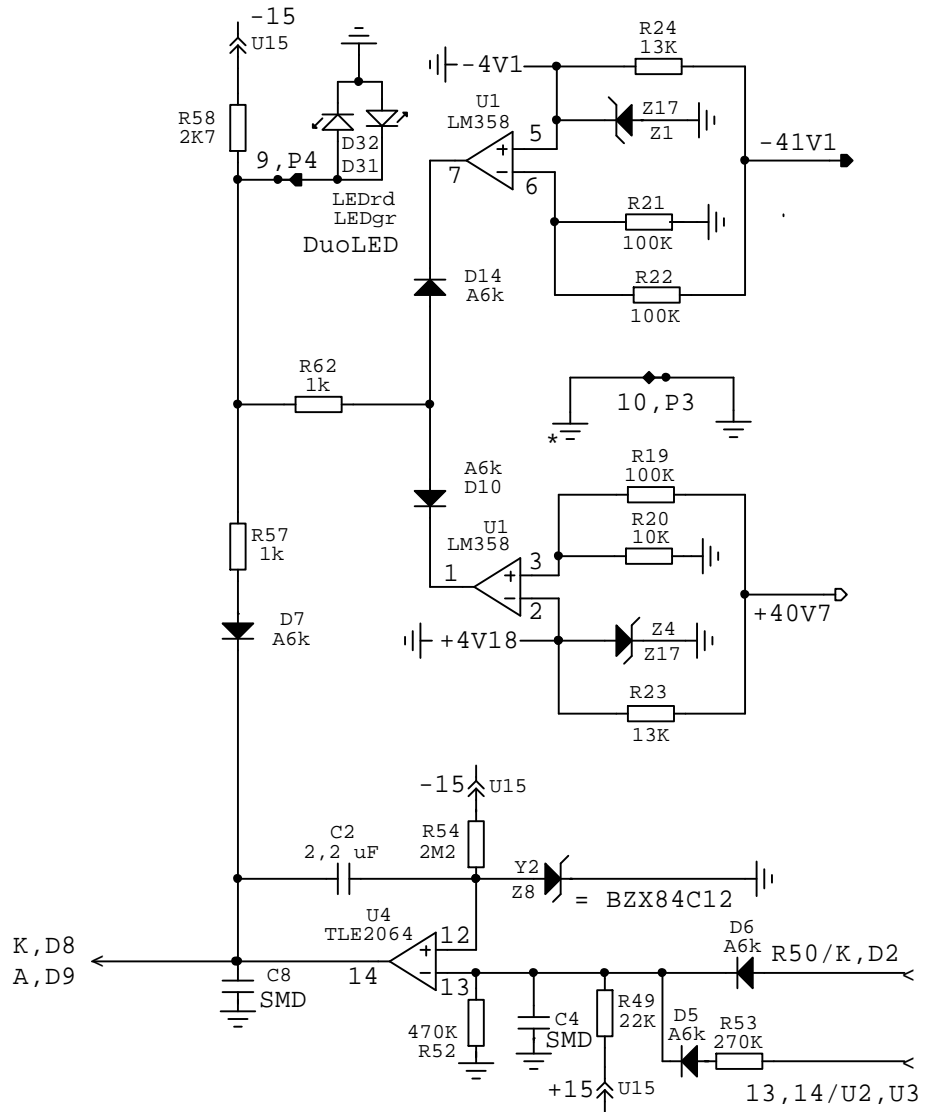 -15
U15
R58
2K7
9,P4
D32
D31
LEDrd
LEDgr
DuoLED
-4V1
R24
13K
U1
LM358
5
+
7
-
6
Z17
Z1
-41V1
R21
100K
R22
100K
D14
A6k
R62
1k
10,P3
*
A6k
D10
R19
100K
R20
10K
U1
LM358
3
+
1
-
2
+40V7
R57
1k
D7
A6k
+4V18
Z4
Z17
R23
13K
-15
U15
C2
2,2 uF
R54
2M2
Y2
Z8
= BZX84C12
U4
TLE2064
12
+
14
-
13
K,D8
A,D9
C8
SMD
D6
A6k
R50/K,D2
470K
R52
C4
SMD
R49
22K
D5
A6k
R53
270K
+15
U15
13,14/U2,U3